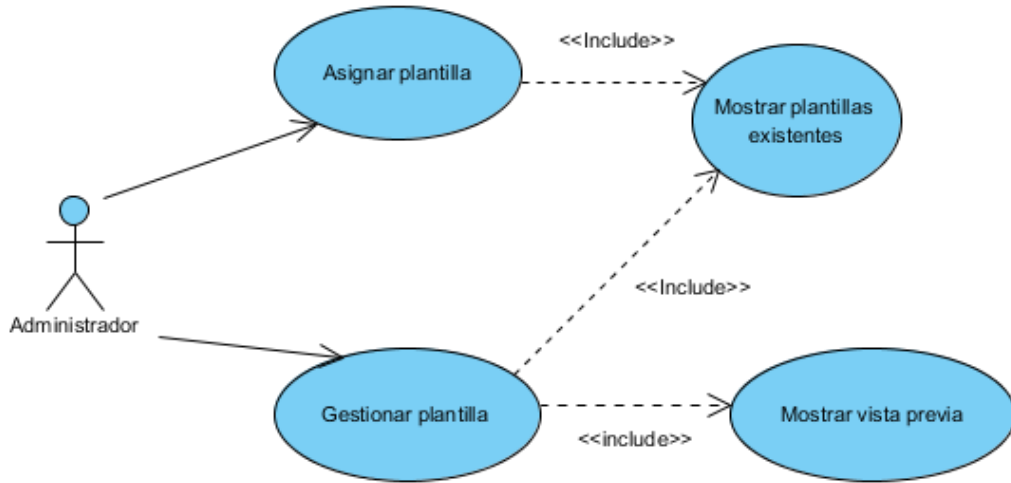 <<Include>>
Asignar plantilla
Mostrar plantillas
existentes
<<Include>>
Administrador
Gestionar plantilla
Mostrar vista previa
<<include>>